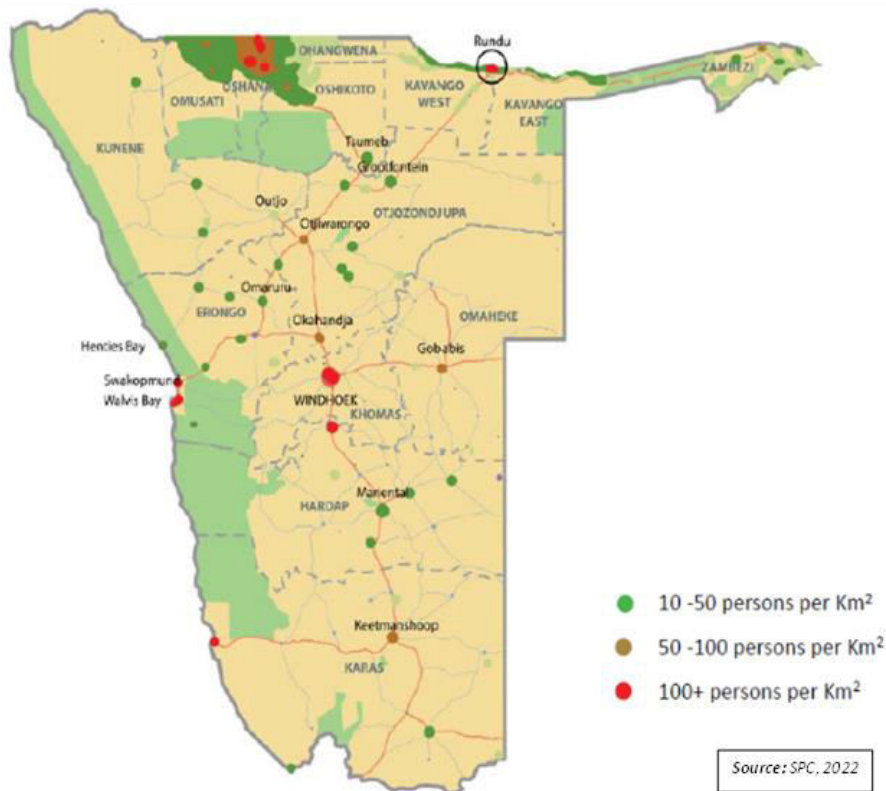 Rundu
OHANGWENA
ZAMBEZI
OSHANA
OSHIKOTO
KAVANGO
WEST
OMUSATI
KAVANGO
EAST
KUNENE
Tsumeb
Grootfontein
Outjo
OTJOZONDJUPA
Otjiwarongo
Omaruru
OMAHEKE
ERONGO
Okahandja
Henties Bay
Gobabis
Swakopmund
Walvis Bay
WINDHOEK
KHOMAS
Mariental
HARDAP
10 -50 persons per Km²
Keetmanshoop
50 -100 persons per Km²
KARAS
100+ persons per Km²
Source: SPC, 2022